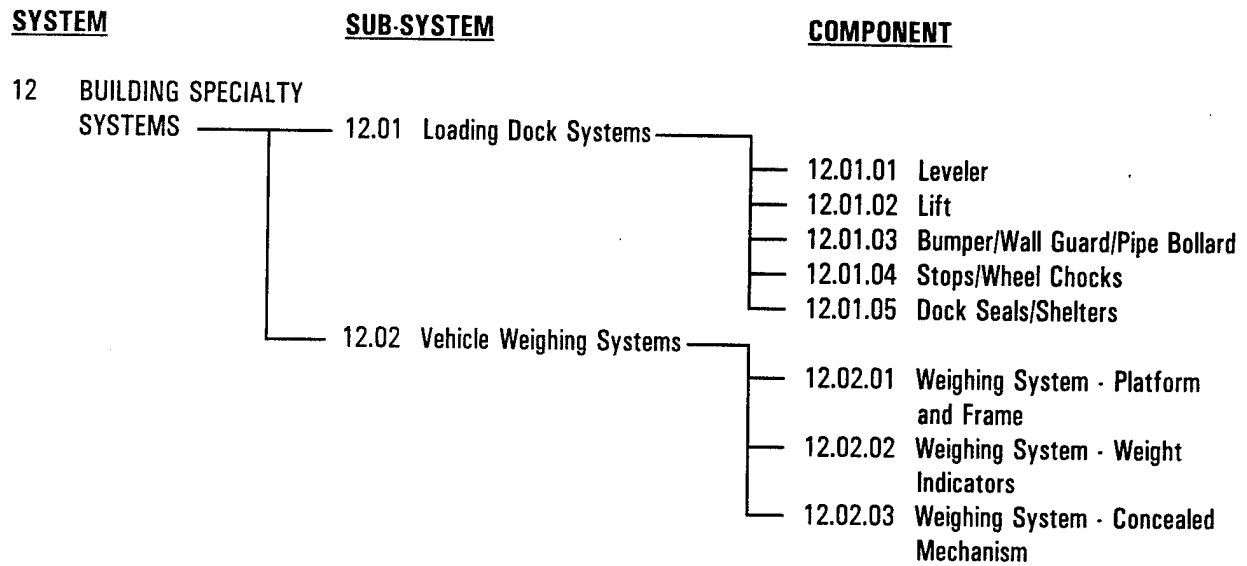 SYSTEM SUB-SYSTEM COMPONENT
12 BUILDING SPECIALTY
SYSTEMS 12.01 Loading Dock Systems
12.01.01 Leveler
12.01.02 Lift
12.01.03 Bumper/Wall Guard/Pipe Bollard
12.01.04 Stops/Wheel Chocks
12.01.05 Dock Seals/Shelters
12.02 Vehicle Weighing Systems
12.02.01 Weighing System - Platform
and Frame
12.02.02 Weighing System - Weight
Indicators
12.02.03 Weighing System - Concealed
Mechanism